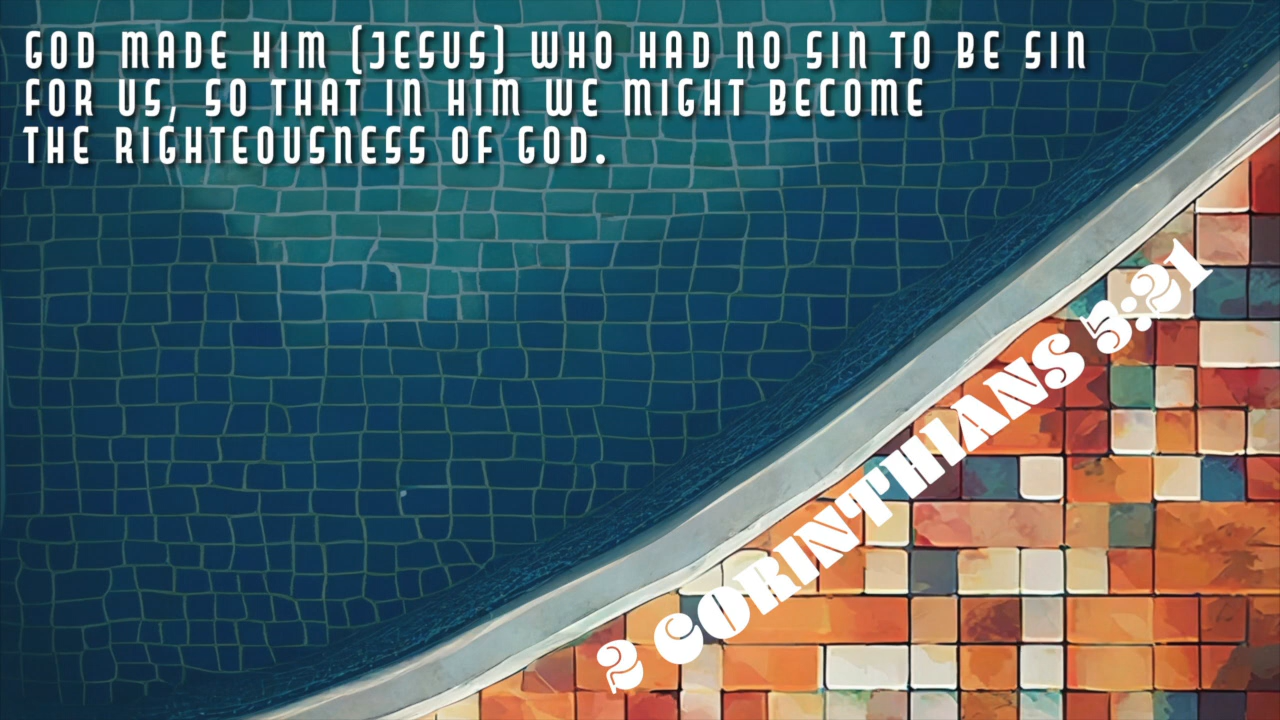 GOD MADE HIM (JESUS) WHO HAD NO SIN TO BE SIN
FOR US, SO THAT IN HIM WE MIGHT BECOME
THE RIGHTEOUSNESS OF GOD.
2 CORINTHIANS 5:21